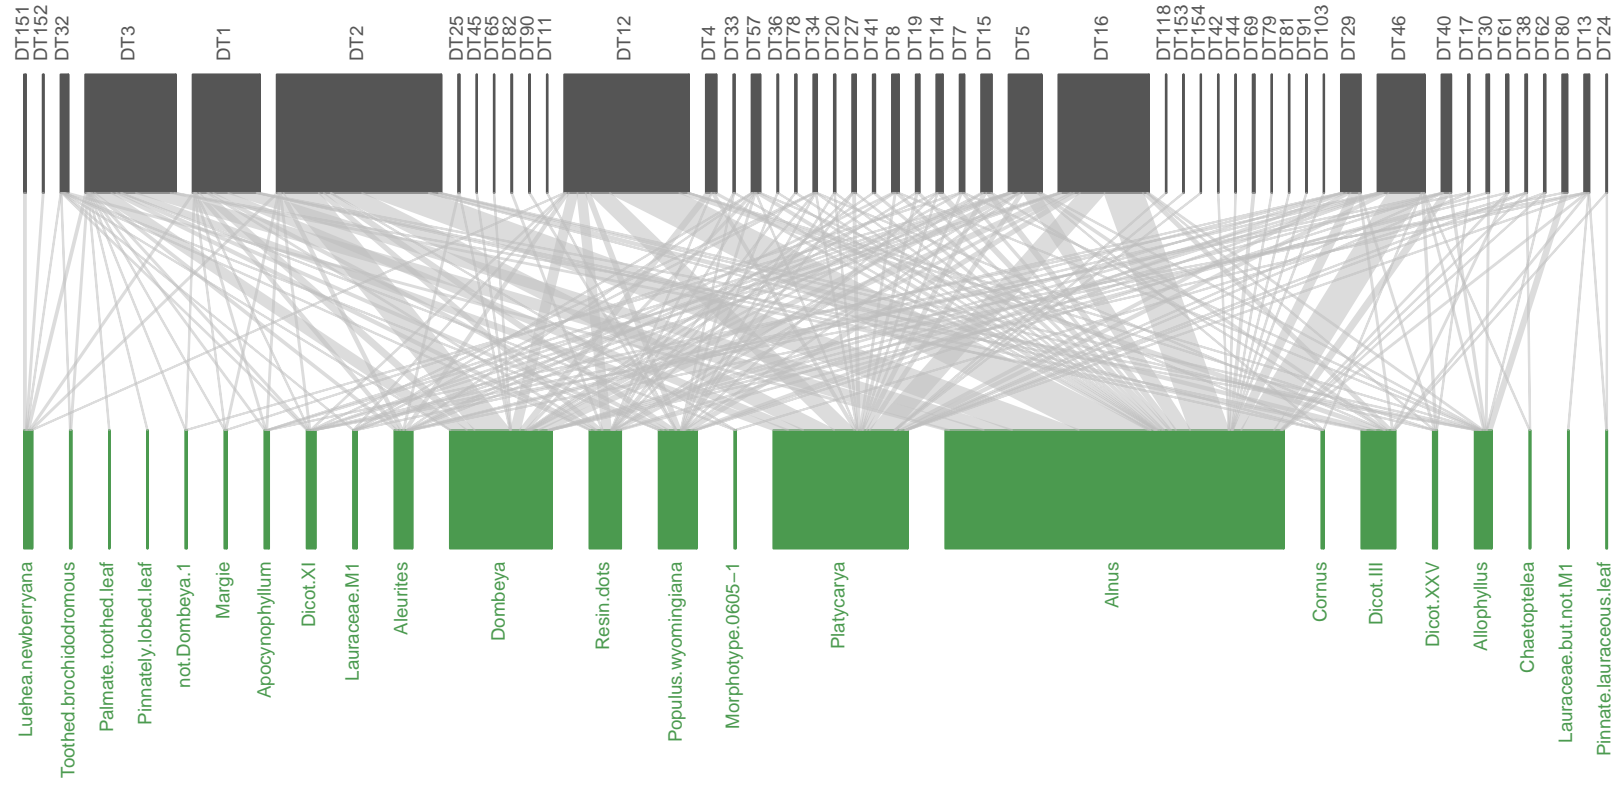 DT151
DT152
DT32
DT3
DT1
DT2
DT25
DT45
DT65
DT82
DT90
DT11
DT12
DT4
DT33
DT57
DT36
DT78
DT34
DT20
DT27
DT41
DT8
DT19
DT14
DT7
DT15
DT5
DT16
DT118
DT153
DT154
DT42
DT44
DT69
DT79
DT81
DT91
DT103
DT29
DT46
DT40
DT17
DT30
DT61
DT38
DT62
DT80
DT13
DT24
Luehea.newberryana
Toothed.brochidodromous
Palmate.toothed.leaf
Pinnately.lobed.leaf
not.Dombeya.1
Margie
Apocynophyllum
Dicot.XI
Lauraceae.M1
Aleurites
Dombeya
Resin.dots
Populus.wyomingiana
Morphotype.0605−1
Platycarya
Alnus
Cornus
Dicot.III
Dicot.XXV
Allophyllus
Chaetoptelea
Lauraceae.but.not.M1
Pinnate.lauraceous.leaf